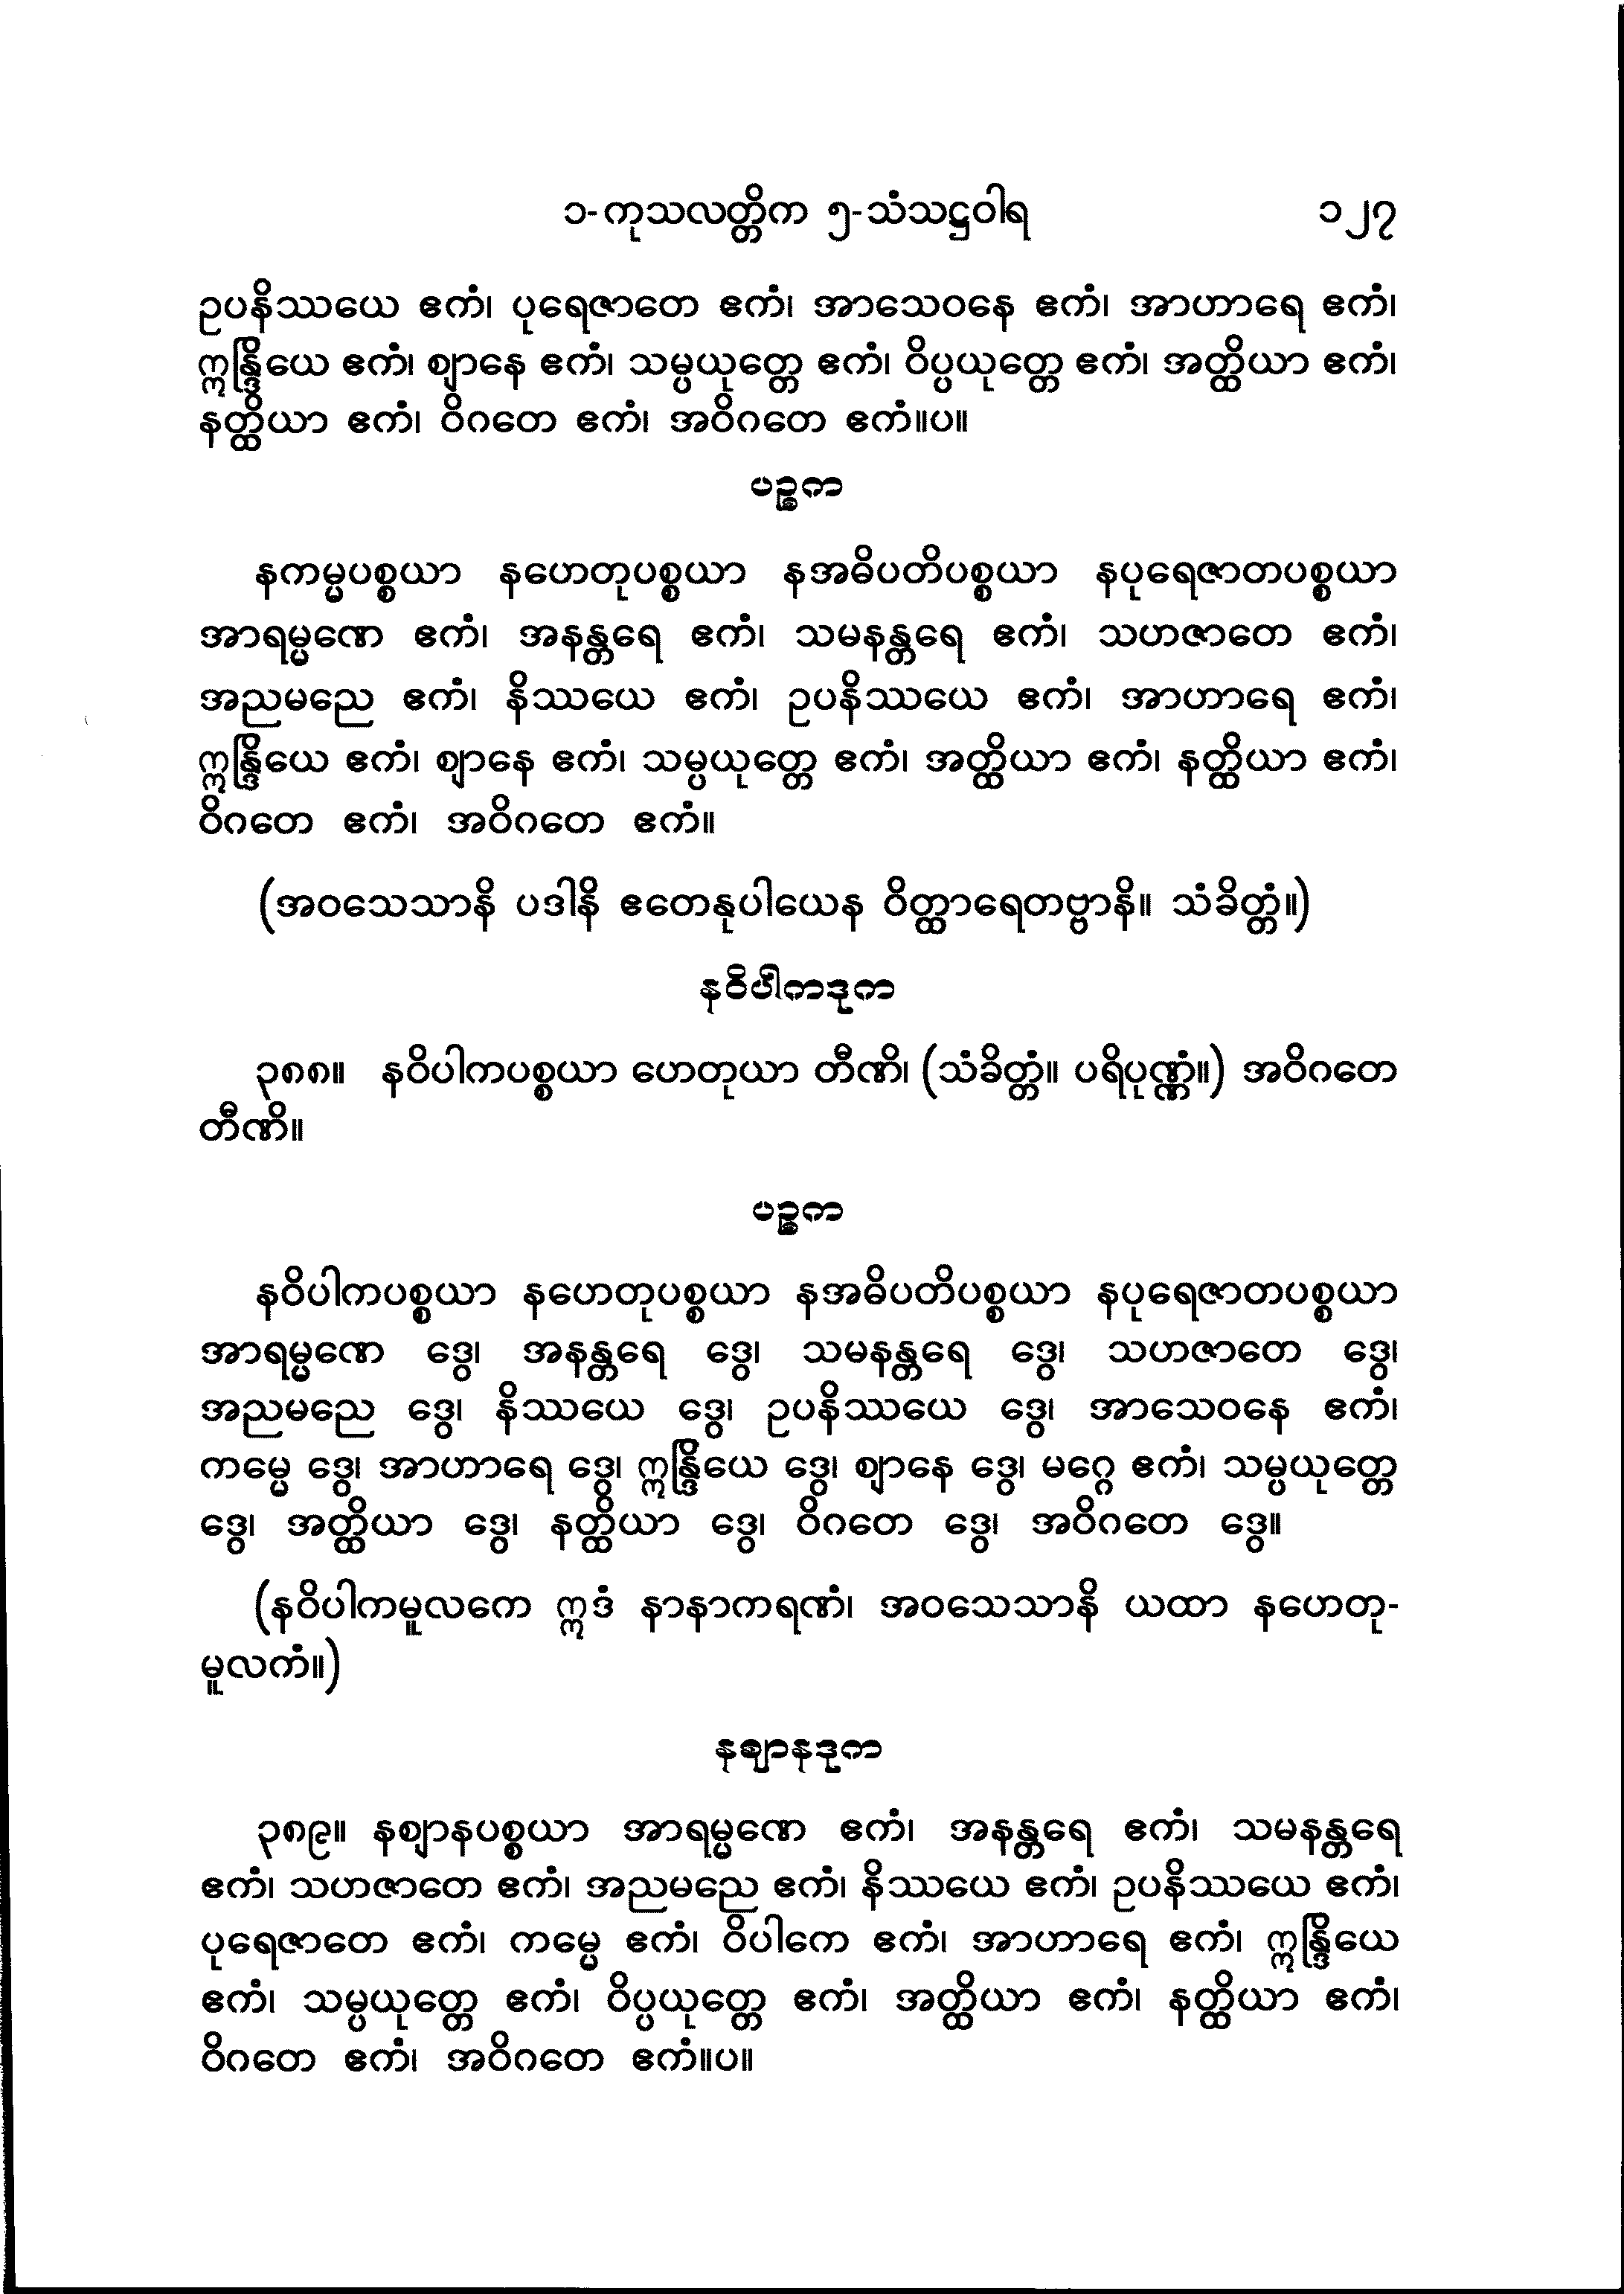 ၁-ကုသလတ္တိက ၅-သံသဋ္ဌဝါရ ၁၂၇
ဥပနိဿယေ ဧကံ၊ ပုရေဇာတေ ဧကံ၊ အာသေဝနေ ဧကံ၊ အာဟာရေ ဧကံ၊
ဣန္ဒြိယေ ဧကံ၊ ဈာနေ ဧကံ၊ သမ္ပယုတ္တေ ဧကံ၊ ဝိပ္ပယုတ္တေ ဧကံ၊ အတ္ထိယာ ဧကံ၊
နတ္ထိယာ ဧကံ၊ ဝိဂတေ ဧကံ၊ အဝိဂတေ ဧကံ။ပ။
ပဉ္စက
နကမ္မပစ္စယာ နဟေတုပစ္စယာ နအဓိပတိပစ္စယာ နပုရေဇာတပစ္စယာ
အာရမ္မဏေ ဧကံ၊ အနန္တရေ ဧကံ၊ သမနန္တရေ ဧကံ၊ သဟဇာတေ ဧကံ၊
အညမညေ ဧကံ၊ နိဿယေ ဧကံ၊ ဥပနိဿယေ ဧကံ၊ အာဟာရေ ဧကံ၊
ဣန္ဒြိယေ ဧကံ၊ ဈာနေ ဧကံ၊ သမ္ပယုတ္တေ ဧကံ၊ အတ္ထိယာ ဧကံ၊ နတ္ထိယာ ဧကံ၊
ဝိဂတေ ဧကံ၊ အဝိဂတေ ဧကံ။
(အဝသေသာနိ ပဒါနိ ဧတေနုပါယေန ဝိတ္ထာရေတဗ္ဗာနိ။ သံခိတ္တံ။)
နဝိပါကဒုက
၃၈၈။ နဝိပါကပစ္စယာ ဟေတုယာ တီဏိ၊ (သံခိတ္တံ။ ပရိပုဏ္ဏံ။) အဝိဂတေ
တီဏိ။
ပဉ္စက
နဝိပါကပစ္စယာ နဟေတုပစ္စယာ နအဓိပတိပစ္စယာ နပုရေဇာတပစ္စယာ
အာရမ္မဏေ ဒွေ၊ အနန္တရေ ဒွေ၊ သမနန္တရေ ဒွေ၊ သဟဇာတေ ဒွေ၊
အညမညေ ဒွေ၊ နိဿယေ ဒွေ၊ ဥပနိဿယေ ဒွေ၊ အာသေဝနေ ဧကံ၊
ကမ္မေ ဒွေ၊ အာဟာရေ ဒွေ၊ ဣန္ဒြိယေ ဒွေ၊ ဈာနေ ဒွေ၊ မဂ္ဂေ ဧကံ၊ သမ္ပယုတ္တေ
ဒွေ၊ အတ္ထိယာ ဒွေ၊ နတ္ထိယာ ဒွေ၊ ဝိဂတေ ဒွေ၊ အဝိဂတေ ဒွေ။
(နဝိပါကမူလကေ ဣဒံ နာနာကရဏံ၊ အဝသေသာနိ ယထာ နဟေတု-
မူလကံ။)
နဈာနဒုက
၃၈၉။ နဈာနပစ္စယာ အာရမ္မဏေ ဧကံ၊ အနန္တရေ ဧကံ၊ သမနန္တရေ
ဧကံ၊ သဟဇာတေ ဧကံ၊ အညမညေ ဧကံ၊ နိဿယေ ဧကံ၊ ဥပနိဿယေ ဧကံ၊
ပုရေဇာတေ ဧကံ၊ ကမ္မေ ဧကံ၊ ဝိပါကေ ဧကံ၊ အာဟာရေ ဧကံ၊ ဣန္ဒြိယေ
ဧကံ၊ သမ္ပယုတ္တေ ဧကံ၊ ဝိပ္ပယုတ္တေ ဧကံ၊ အတ္ထိယာ ဧကံ၊ နတ္ထိယာ ဧကံ၊
ဝိဂတေ ဧကံ၊ အဝိဂတေ ဧကံ။ပ။